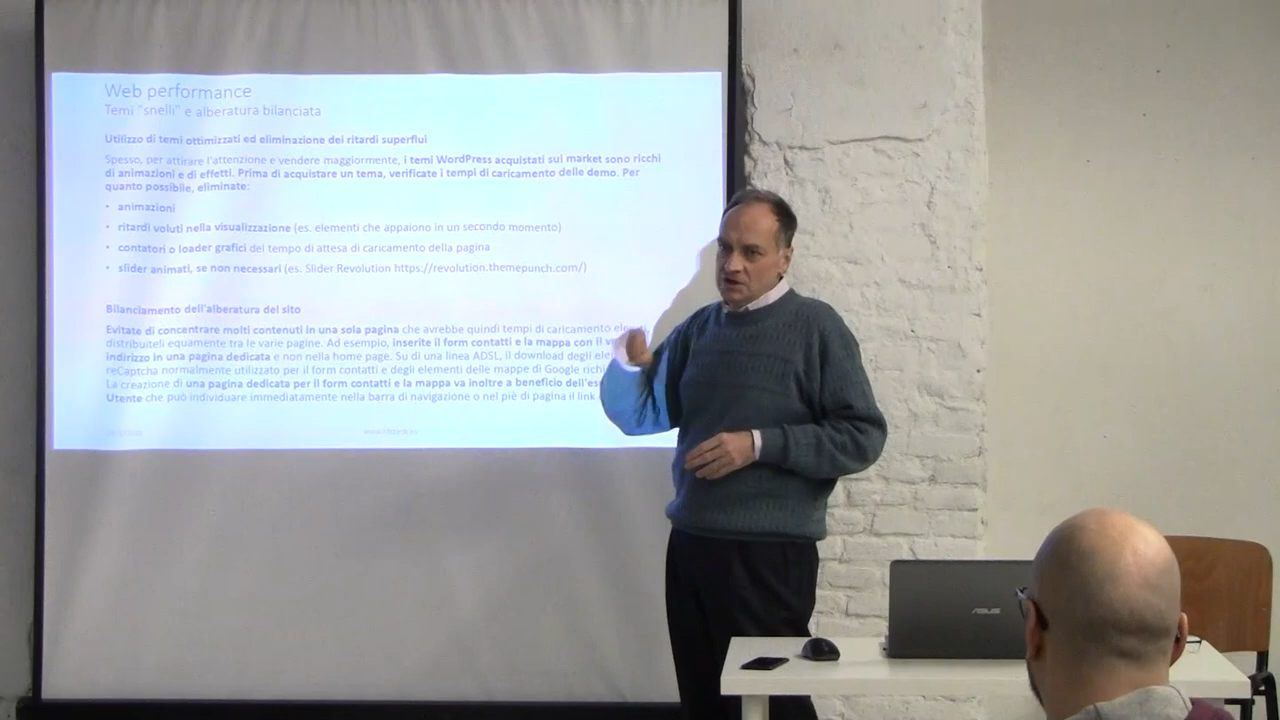 Web performance
Temi "snelli" e alberatura bilanciata
Utilizzo di temi ottimizzati ed eliminazione dei ritardi superflui
Spesso, per attirare l'attenzione e vendere maggiormente, i temi WordPress acquistati sul market sono ricchi
di animazioni e di effetti. Prima di acquistare un tema, verificate i tempi di caricamento delle demo. Per
quanto possibile, eliminate:
• animazioni
• ritardi voluti nella visualizzazione (es. elementi che appaiono in un secondo momento)
• contatori o loader grafici del tempo di attesa di caricamento della pagina
• slider animati, se non necessari (es. Slider Revolution https://revolution.themepunch.com/)
Bilanciamento dell'alberatura del sito
Evitate di concentrare molti contenuti in una sola pagina che avrebbe quindi tempi di caricamento
distribuiteli equamente tra le varie pagine. Ad esempio, inserite il form contatti e la mappa con il
indirizzo in una pagina dedicata e non nella home page. Su di una linea ADSL, il download degli
reCaptcha normalmente utilizzato per il form contatti e degli elementi delle mappe di Google
La creazione di una pagina dedicata per il form contatti e la mappa va inoltre a beneficio
Utente che può individuare immediatamente nella barra di navigazione o nel piè di pagina il link
ASUS